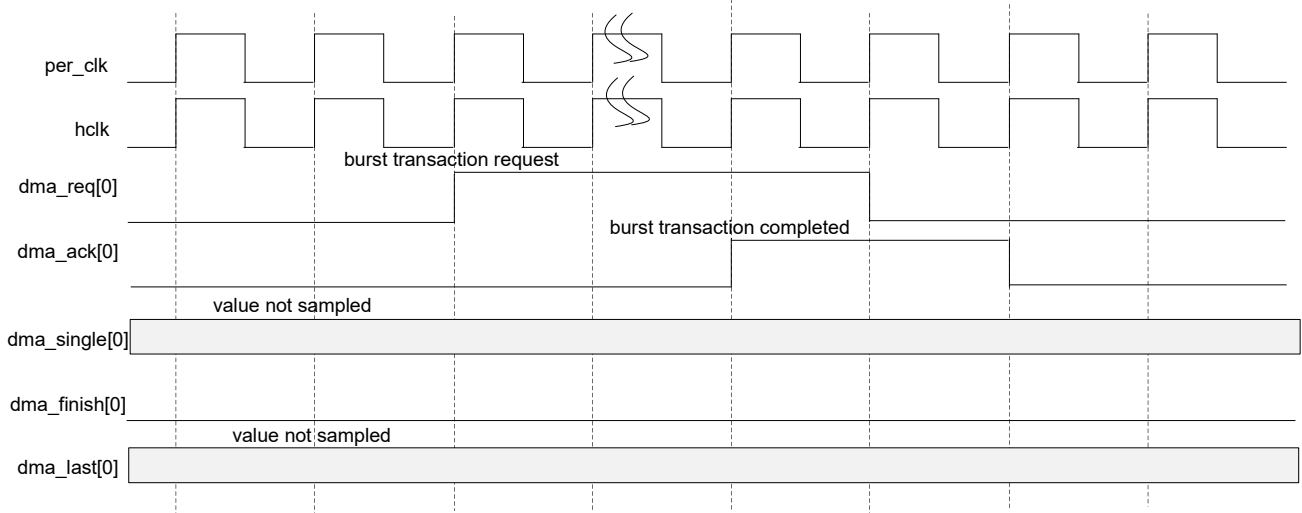 per_clk
hclk
burst transaction request
dma_req[0]
burst transaction completed
dma_ack[0]
value not sampled
dma_single[0]
dma_finish[0]
value not sampled
dma_last[0]